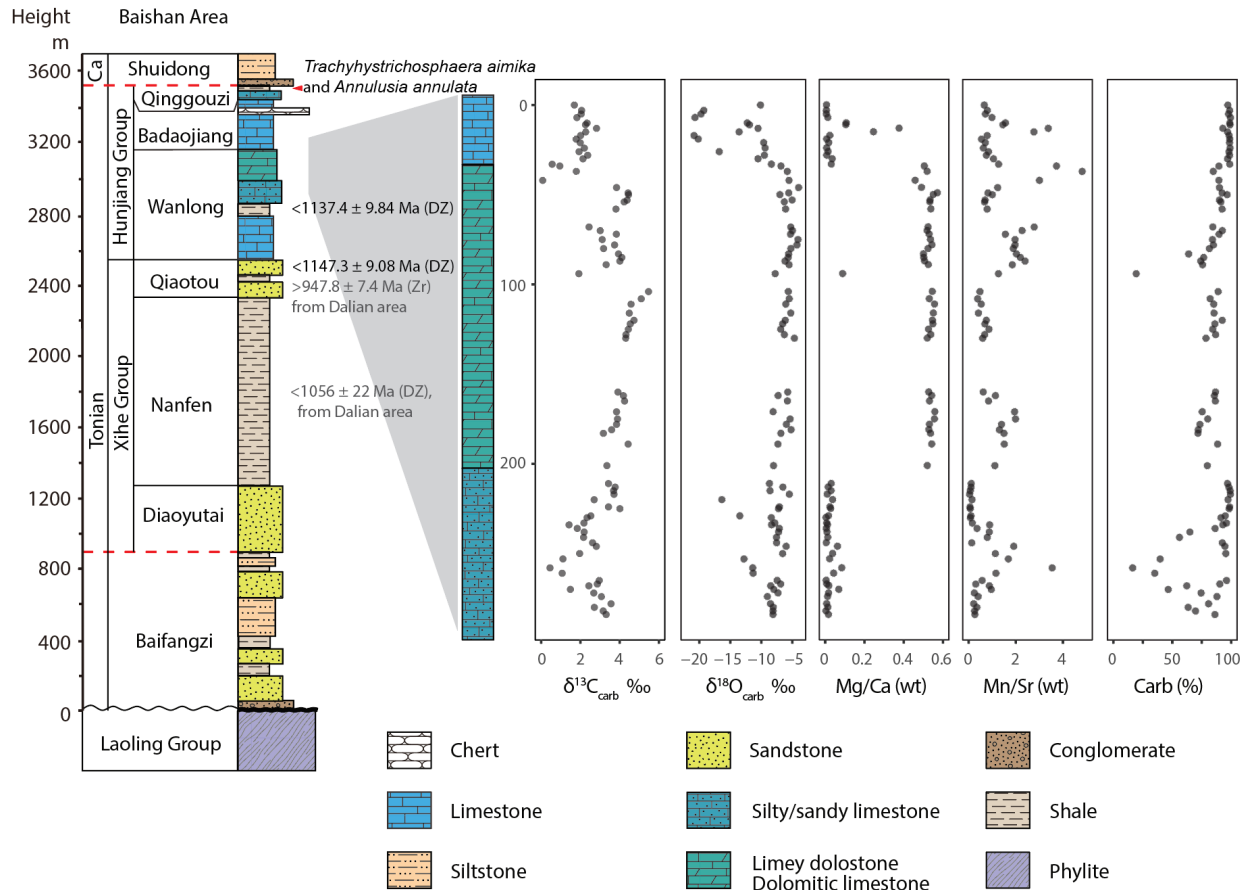 Height
m
Baishan Area
3600
3200
2800
2400
2000
1600
1200
800
400
0
Ca
Tonian
Hunjiang Group
Xihe Group
Shuidong
Qinggouzi
Badaojiang
Wanlong
Qiaotou
Nanfen
Diaoyutai
Baifangzi
Laoling Group
Trachyhystrichosphaera aimika
and Annulusia annulata
<1137.4 ± 9.84 Ma (DZ)
<1147.3 ± 9.08 Ma (DZ)
>947.8 ± 7.4 Ma (Zr)
from Dalian area
<1056 ± 22 Ma (DZ),
from Dalian area
0
100
200
0 2 4 6
δ¹³Ccarb ‰
−20 −15 −10 −5
δ¹⁸Ocarb ‰
0 0.2 0.4 0.6
Mg/Ca (wt)
0 2 4
Mn/Sr (wt)
0 50 100
Carb (%)
Chert
Sandstone
Conglomerate
Limestone
Silty/sandy limestone
Shale
Siltstone
Limey dolostone
Dolomitic limestone
Phylite